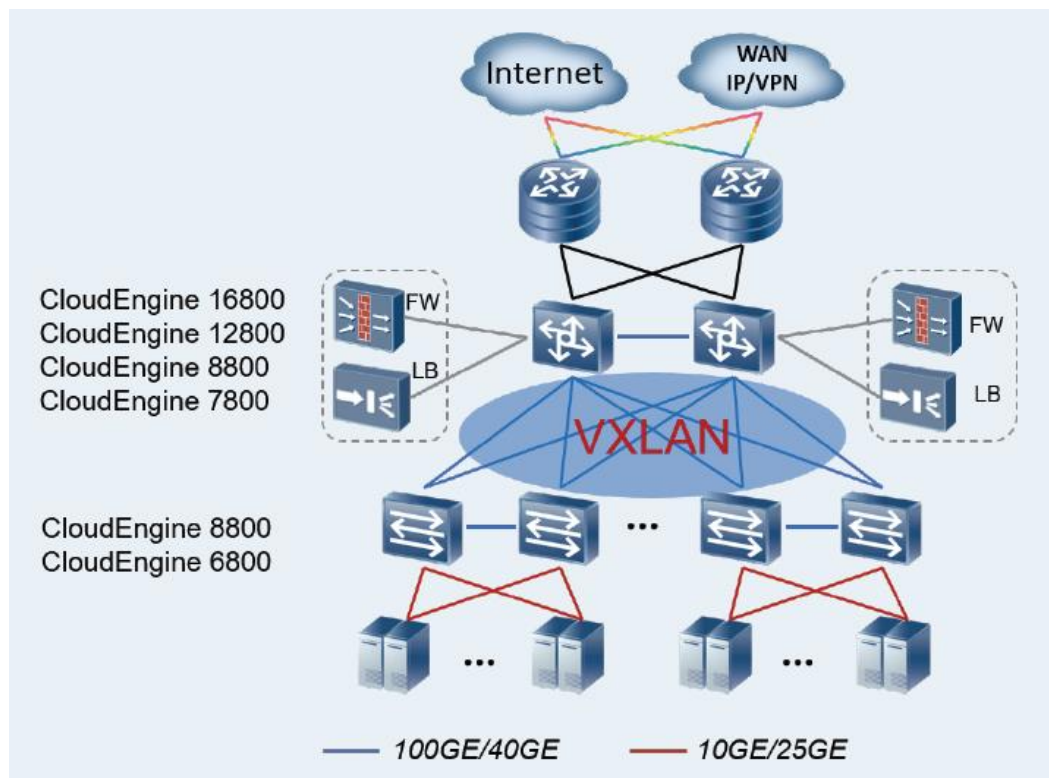 Internet
WAN
IP/VPN
CloudEngine 16800
CloudEngine 12800
CloudEngine 8800
CloudEngine 7800
FW
LB
FW
LB
VXLAN
CloudEngine 8800
CloudEngine 6800
...
...
...
100GE/40GE
10GE/25GE